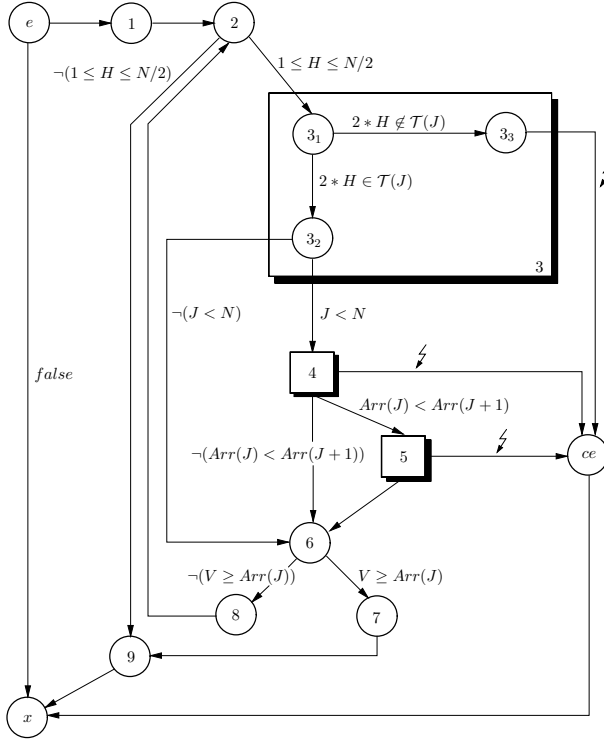 e
1
2
¬(1 ≤ H ≤ N/2)
1 ≤ H ≤ N/2
3₁
2 ∗ H ∉ 𝒯(J)
3₃
2 ∗ H ∈ 𝒯(J)
3₂
3
¬(J < N)
J < N
false
4
Arr(J) < Arr(J + 1)
¬(Arr(J) < Arr(J + 1))
5
ce
6
¬(V ≥ Arr(J))
V ≥ Arr(J)
8
7
9
x